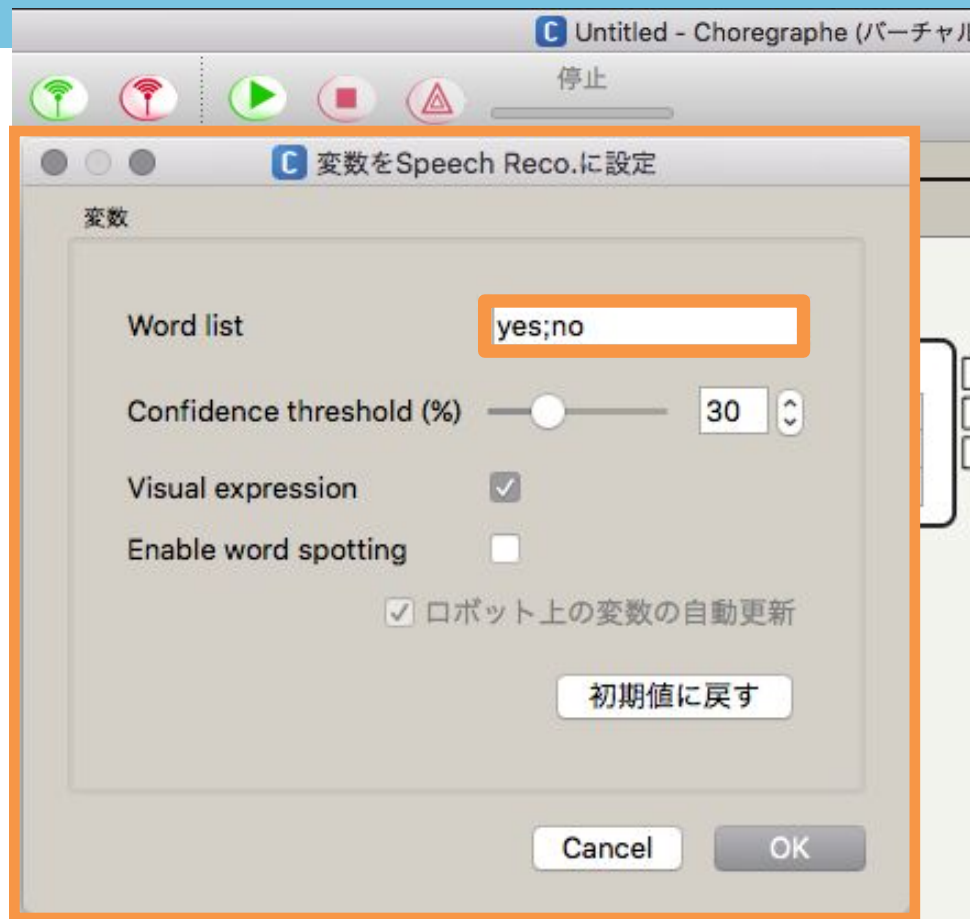 Untitled - Choregraphe (バーチャル
停止
変数をSpeech Reco.に設定
変数
Word list
yes;no
Confidence threshold (%)
30
Visual expression
Enable word spotting
ロボット上の変数の自動更新
初期値に戻す
Cancel
OK